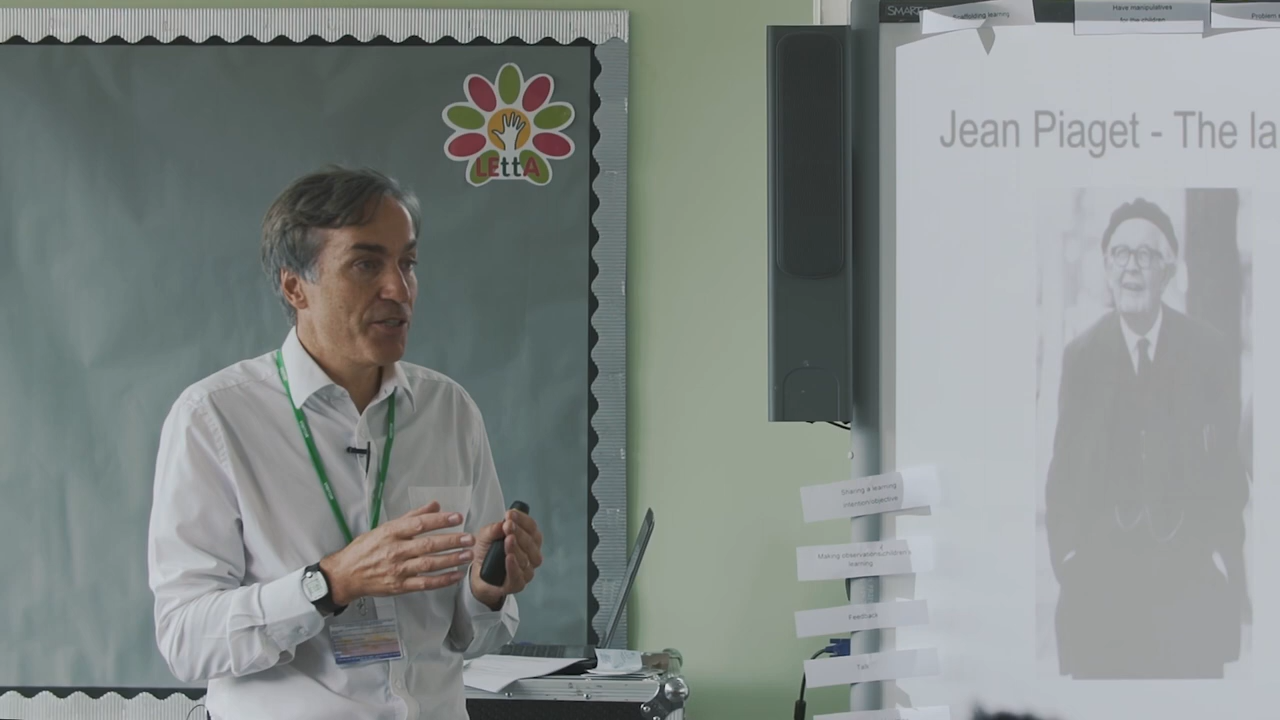 LEttA
SMART
Scaffolding learning
Have manipulatives
for the children
Problem
Jean Piaget - The la
Sharing a learning
intention/objective
Making observations children's
learning
Feedback
Talk